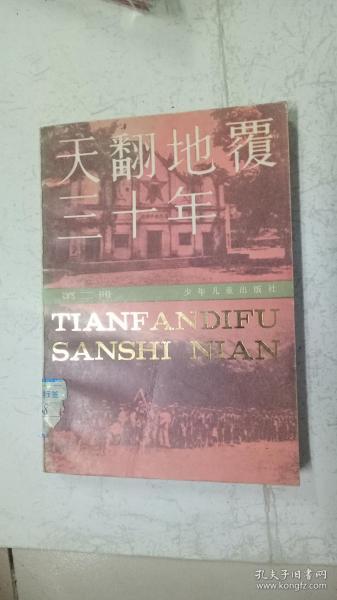 天翻地覆
三十年
第二册
少年儿童出版社
TIANFANDIFU
SANSHI NIAN
孔夫子旧书网
kongfz.com